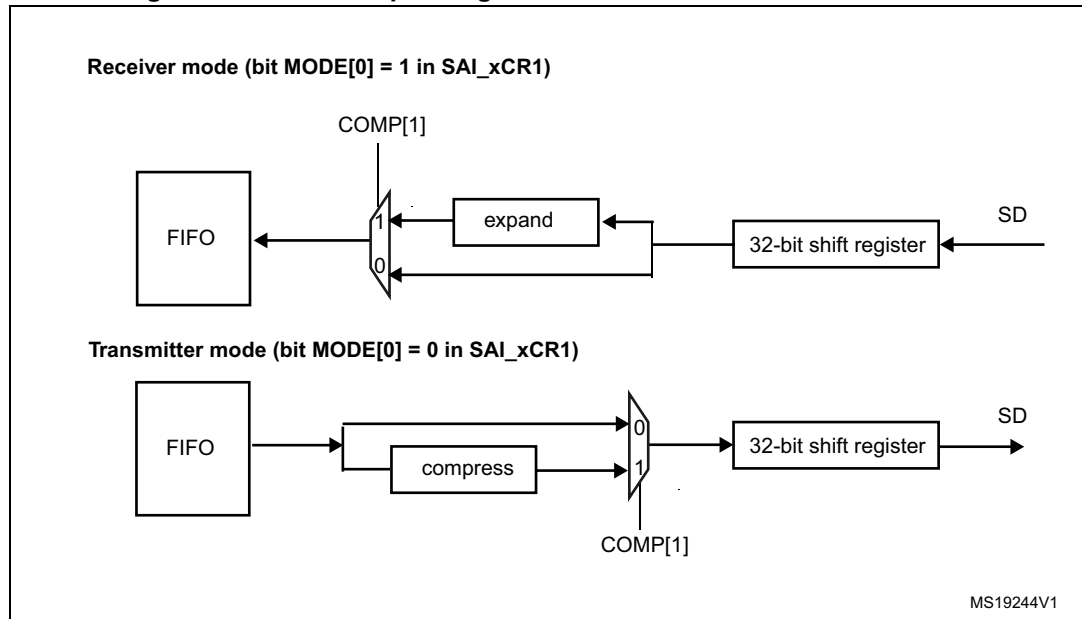 Receiver mode (bit MODE[0] = 1 in SAI_xCR1)
COMP[1]
FIFO
1
0
expand
32-bit shift register
SD
Transmitter mode (bit MODE[0] = 0 in SAI_xCR1)
FIFO
compress
0
1
COMP[1]
32-bit shift register
SD
MS19244V1